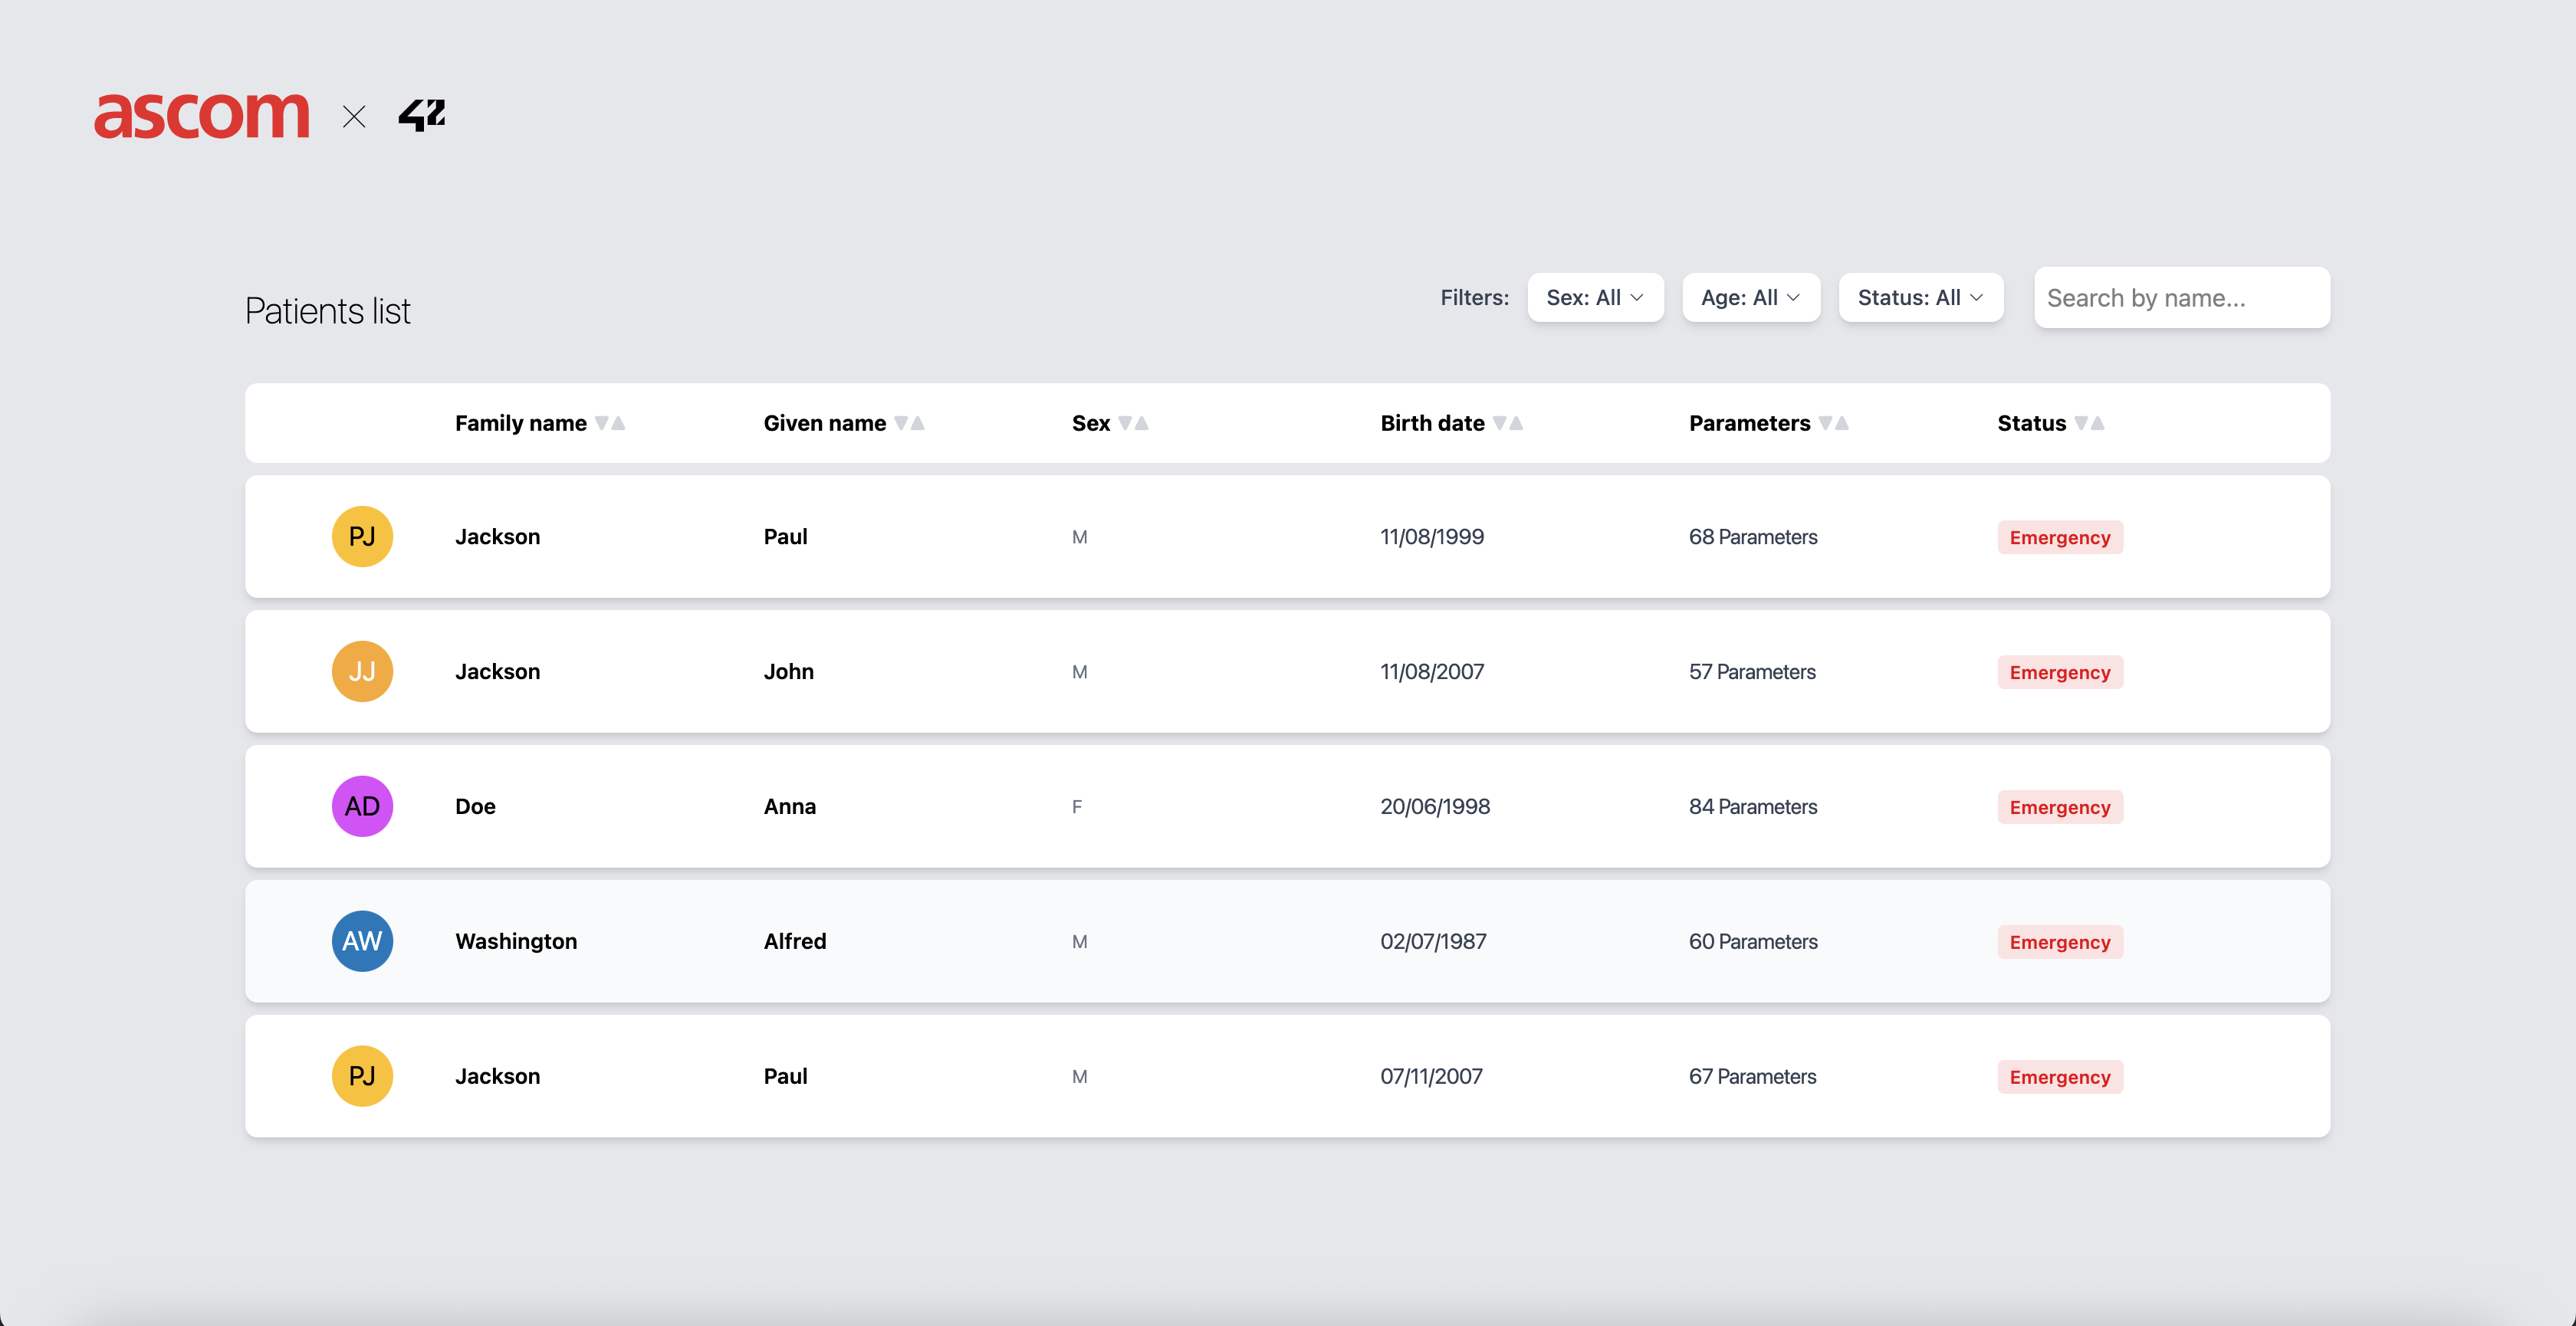 ascom × 42
Patients list
Filters: Sex: All Age: All Status: All Search by name...
Family name ▼▲ Given name ▼▲ Sex ▼▲ Birth date ▼▲ Parameters ▼▲ Status ▼▲
PJ Jackson Paul M 11/08/1999 68 Parameters Emergency
JJ Jackson John M 11/08/2007 57 Parameters Emergency
AD Doe Anna F 20/06/1998 84 Parameters Emergency
AW Washington Alfred M 02/07/1987 60 Parameters Emergency
PJ Jackson Paul M 07/11/2007 67 Parameters Emergency